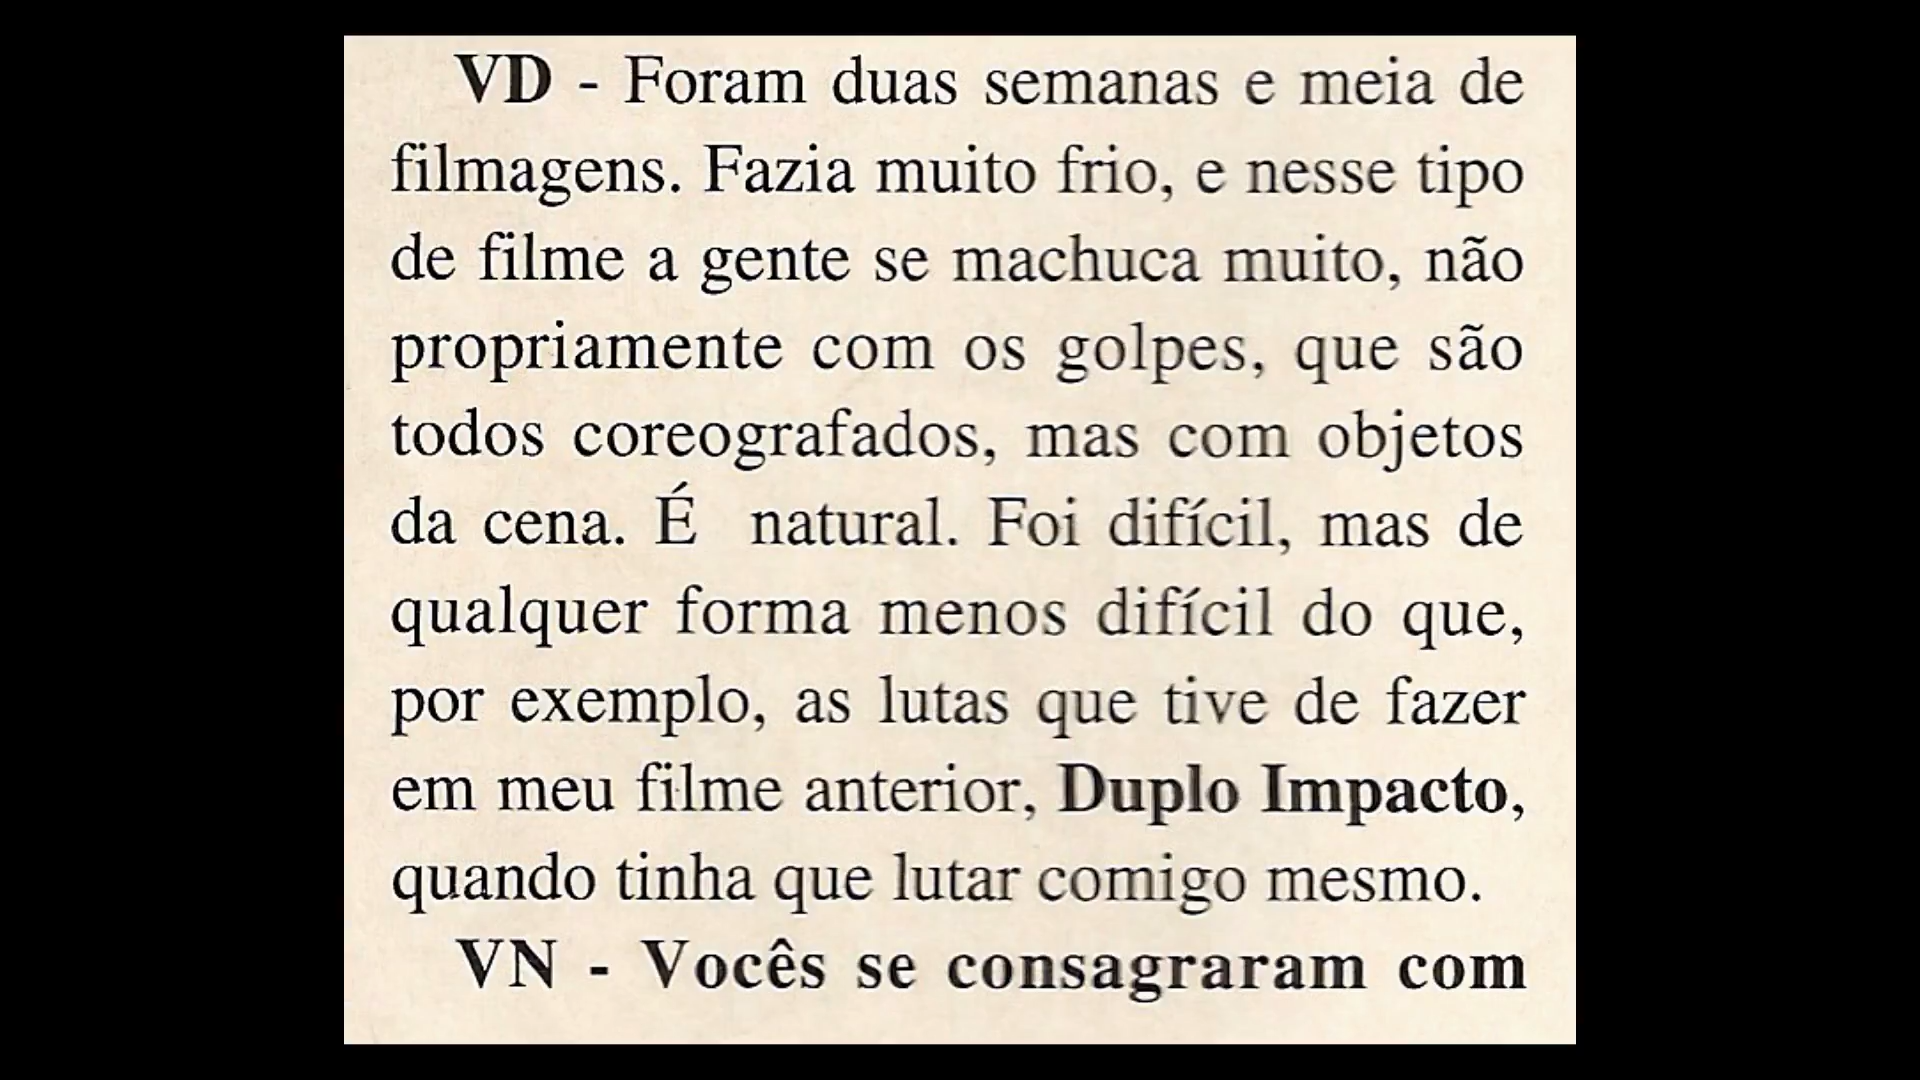 VD - Foram duas semanas e meia de
filmagens. Fazia muito frio, e nesse tipo
de filme a gente se machuca muito, não
propriamente com os golpes, que são
todos coreografados, mas com objetos
da cena. É natural. Foi difícil, mas de
qualquer forma menos difícil do que,
por exemplo, as lutas que tive de fazer
em meu filme anterior, Duplo Impacto,
quando tinha que lutar comigo mesmo.
VN - Vocês se consagraram com